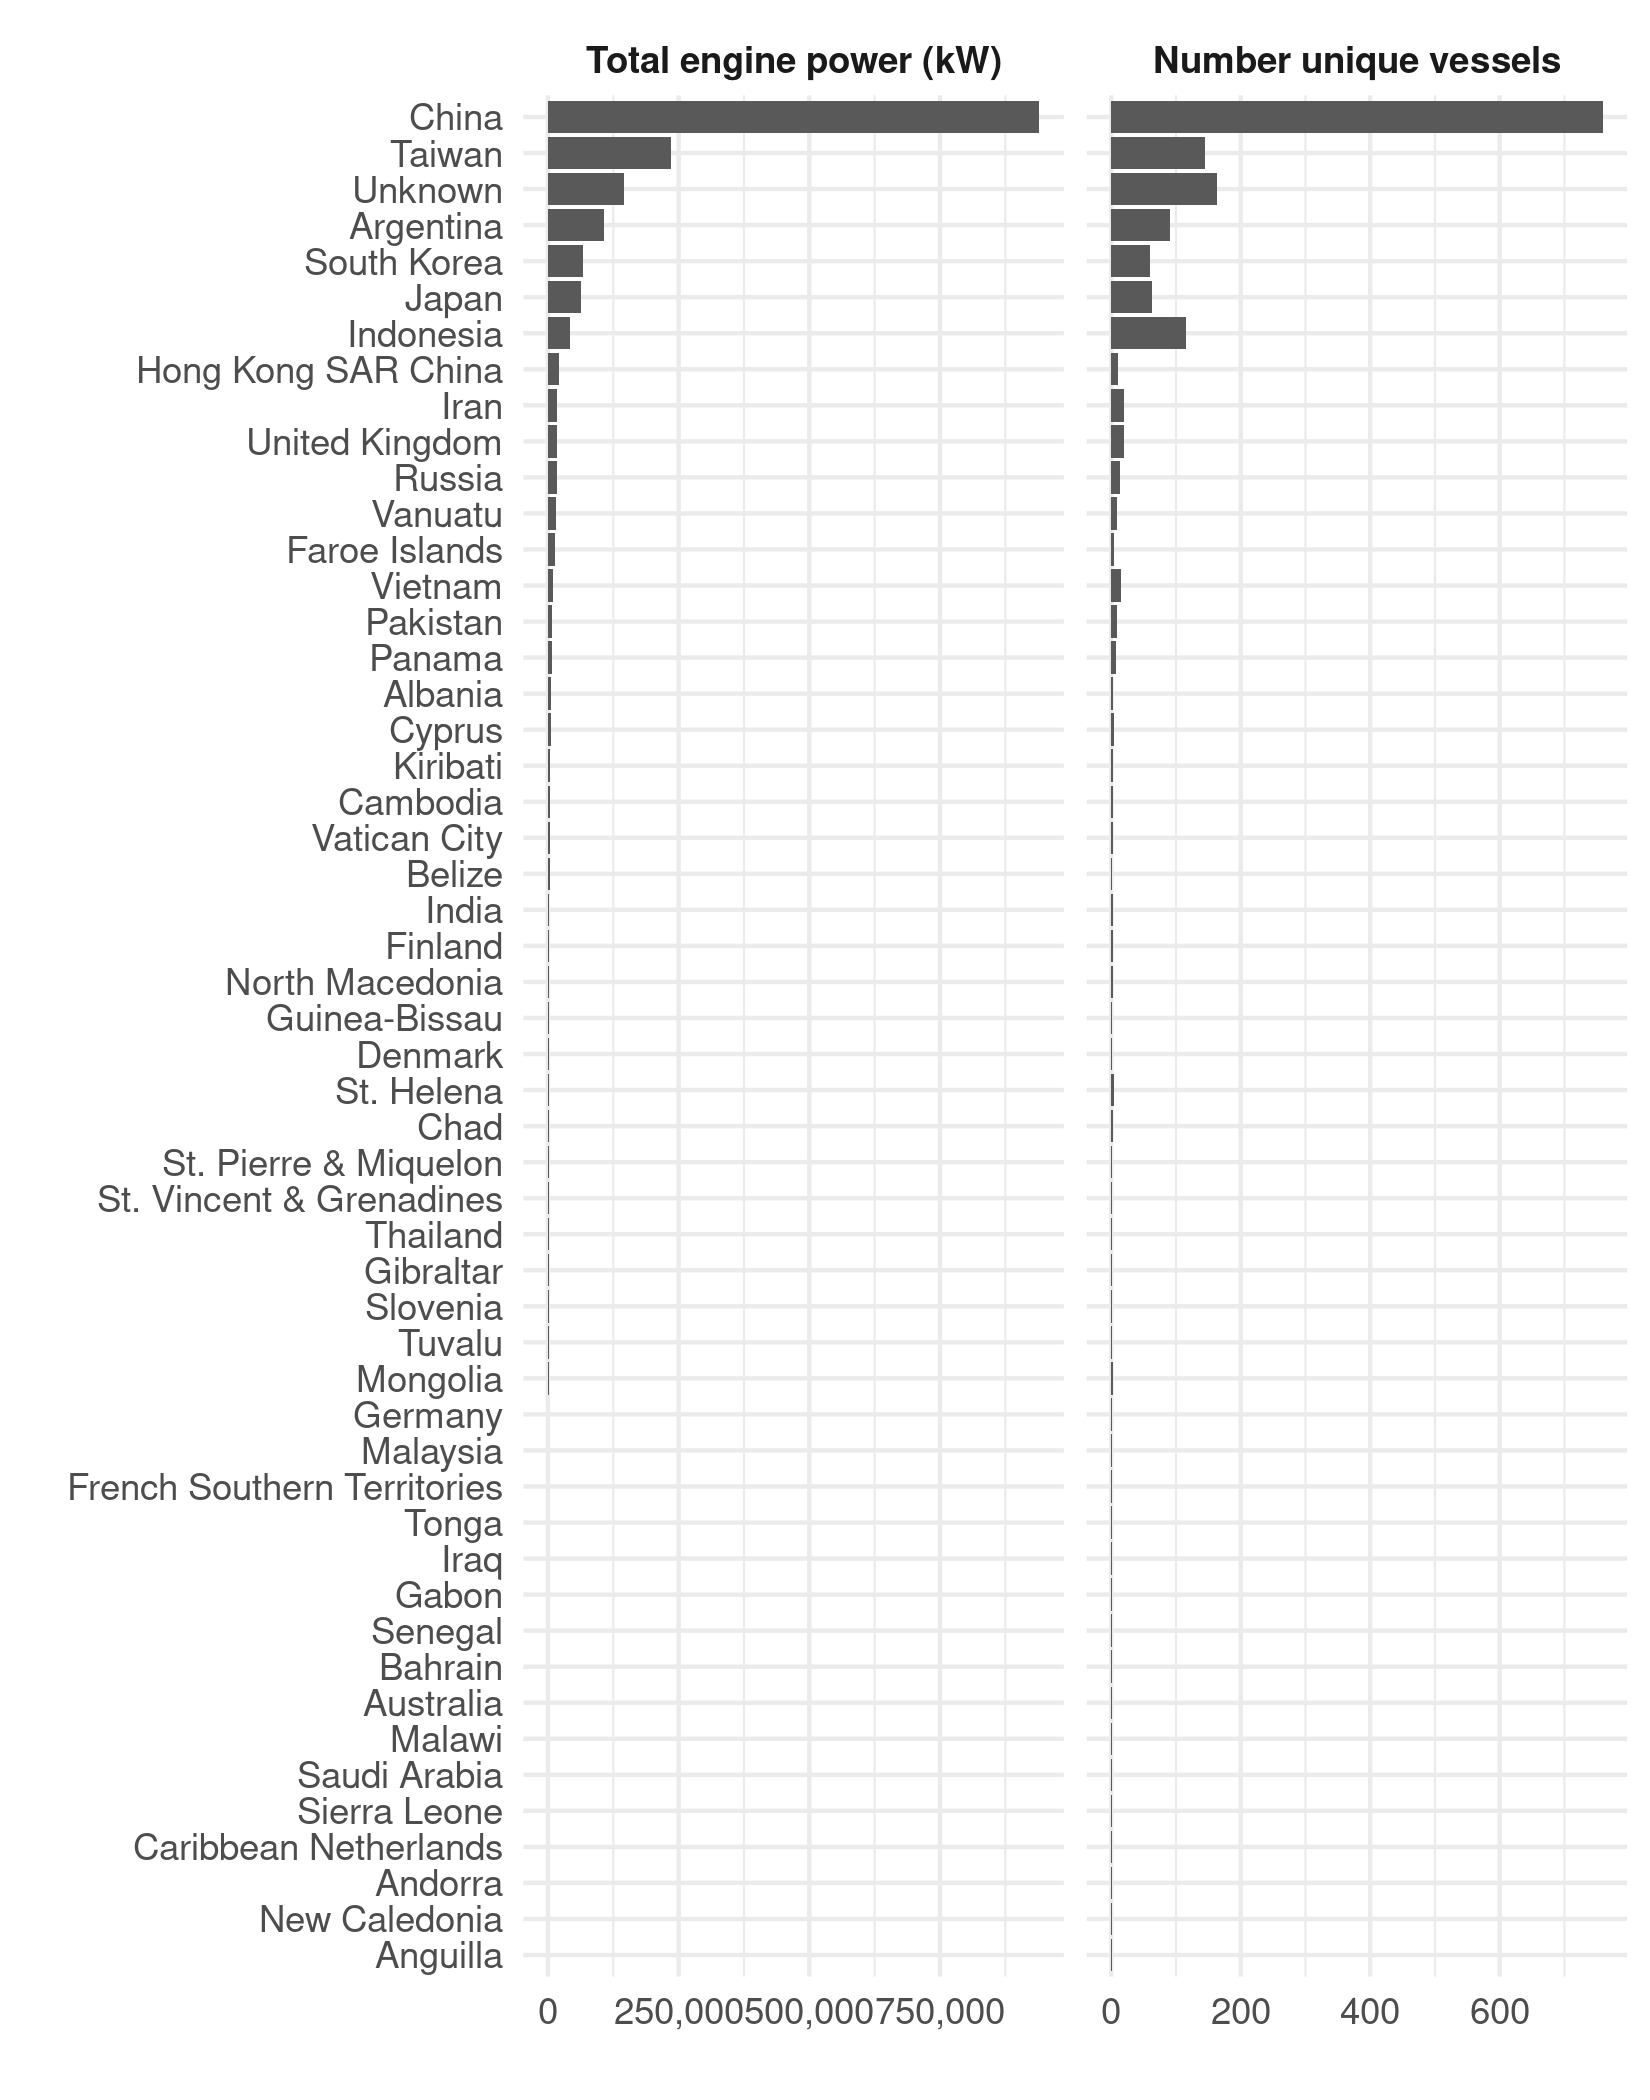 Total engine power (kW) Number unique vessels
China
Taiwan
Unknown
Argentina
South Korea
Japan
Indonesia
Hong Kong SAR China
Iran
United Kingdom
Russia
Vanuatu
Faroe Islands
Vietnam
Pakistan
Panama
Albania
Cyprus
Kiribati
Cambodia
Vatican City
Belize
India
Finland
North Macedonia
Guinea-Bissau
Denmark
St. Helena
Chad
St. Pierre & Miquelon
St. Vincent & Grenadines
Thailand
Gibraltar
Slovenia
Tuvalu
Mongolia
Germany
Malaysia
French Southern Territories
Tonga
Iraq
Gabon
Senegal
Bahrain
Australia
Malawi
Saudi Arabia
Sierra Leone
Caribbean Netherlands
Andorra
New Caledonia
Anguilla
0 250,000 500,000 750,000 0 200 400 600